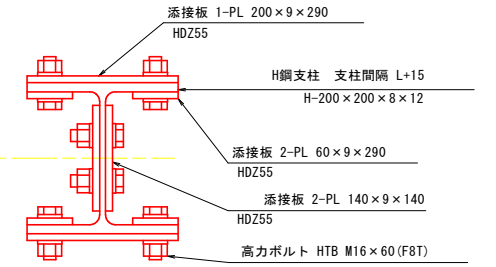 添接板 1-PL 200×9×290
HDZ55
H鋼支柱 支柱間隔 L+15
H-200×200×8×12
添接板 2-PL 60×9×290
HDZ55
添接板 2-PL 140×9×140
HDZ55
高力ボルト HTB M16×60(F8T)